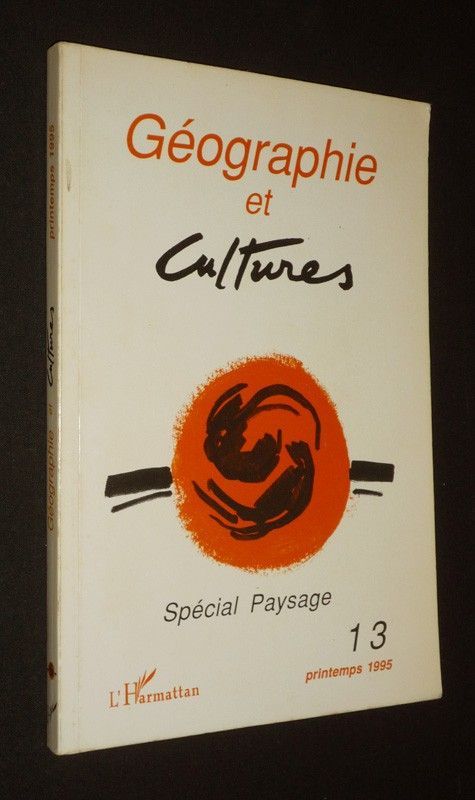 Géographie
et
Cultures
Spécial Paysage
13
printemps 1995
L'Harmattan
Géographie et Cultures printemps 1995